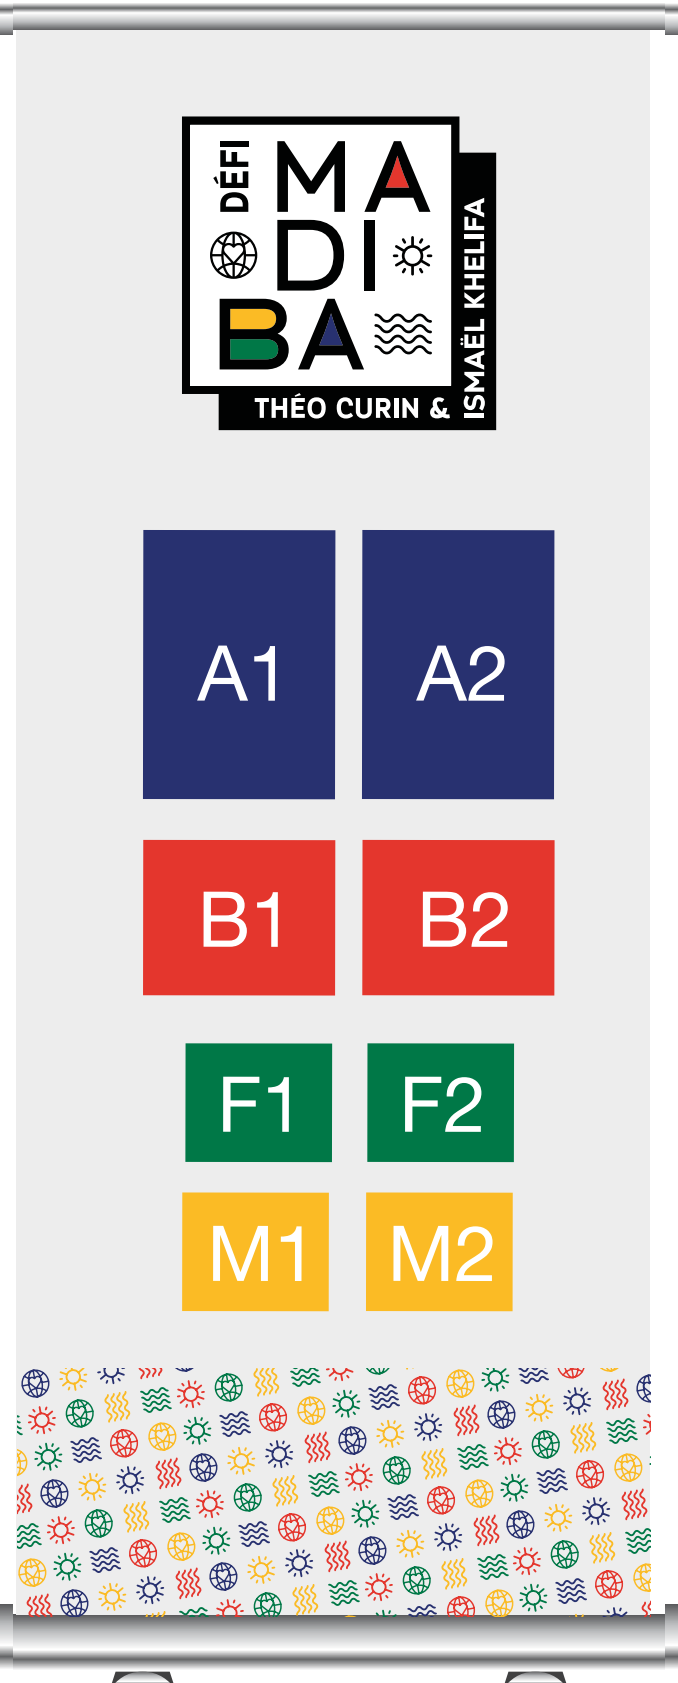 DÉFI
MA
DI
BA
THÉO CURIN & ISMAËL KHELIFA
A1 A2
B1 B2
F1 F2
M1 M2